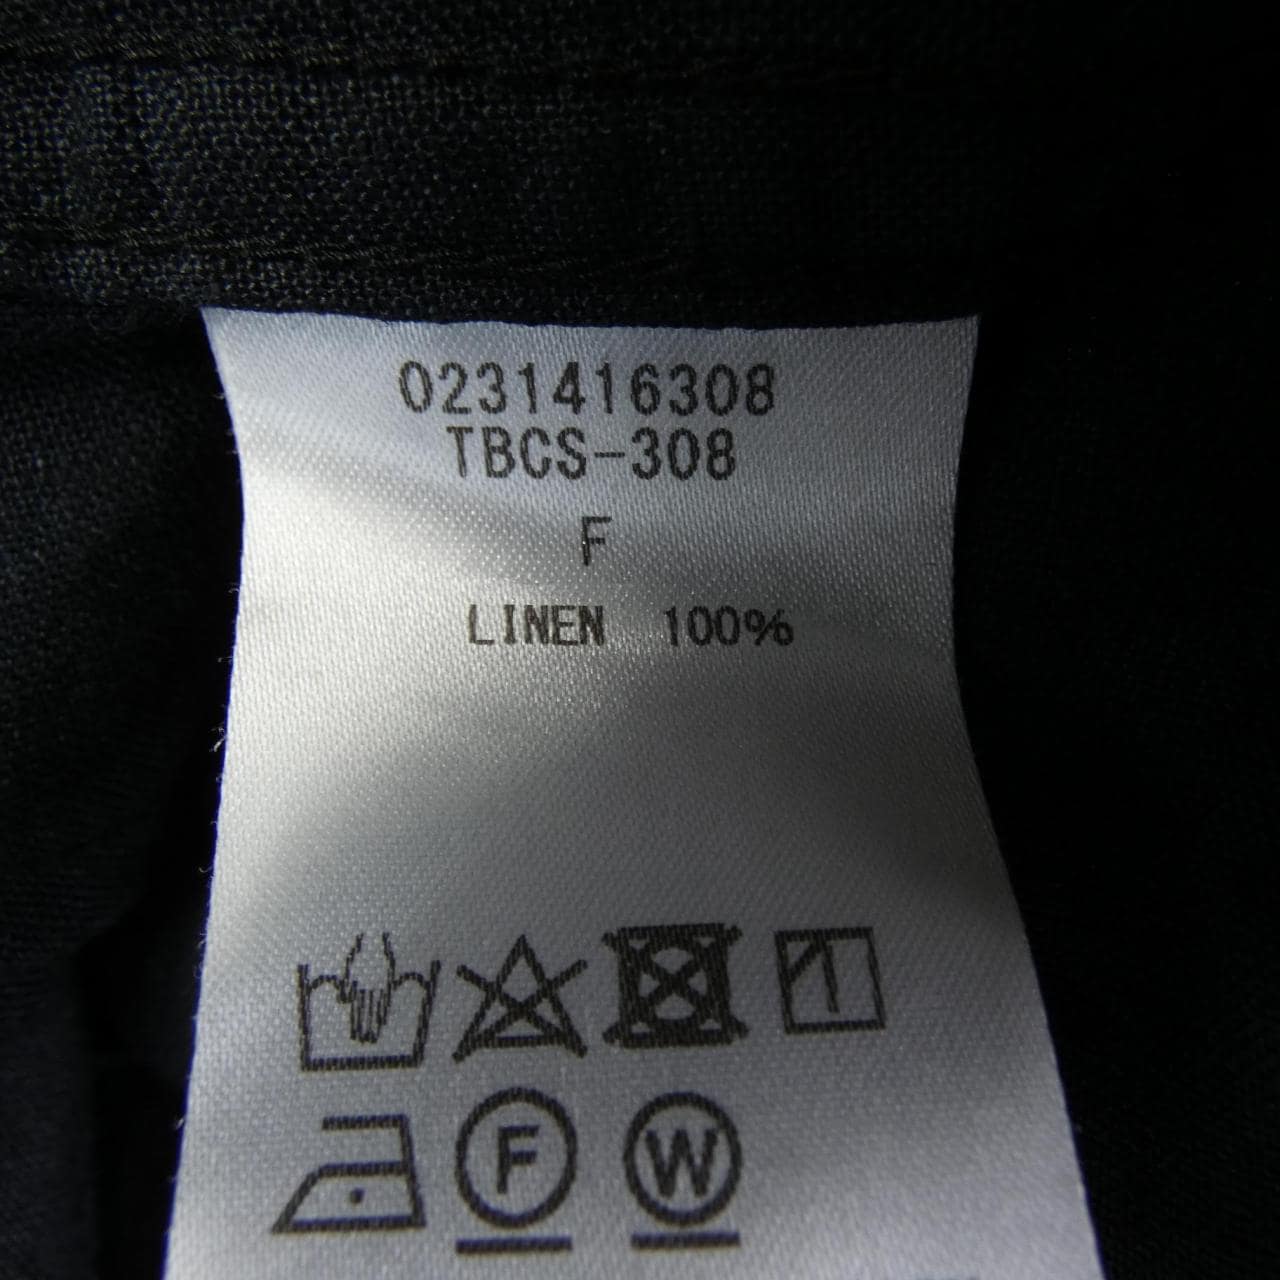 0231416308
TBCS-308
F
LINEN 100%
F W